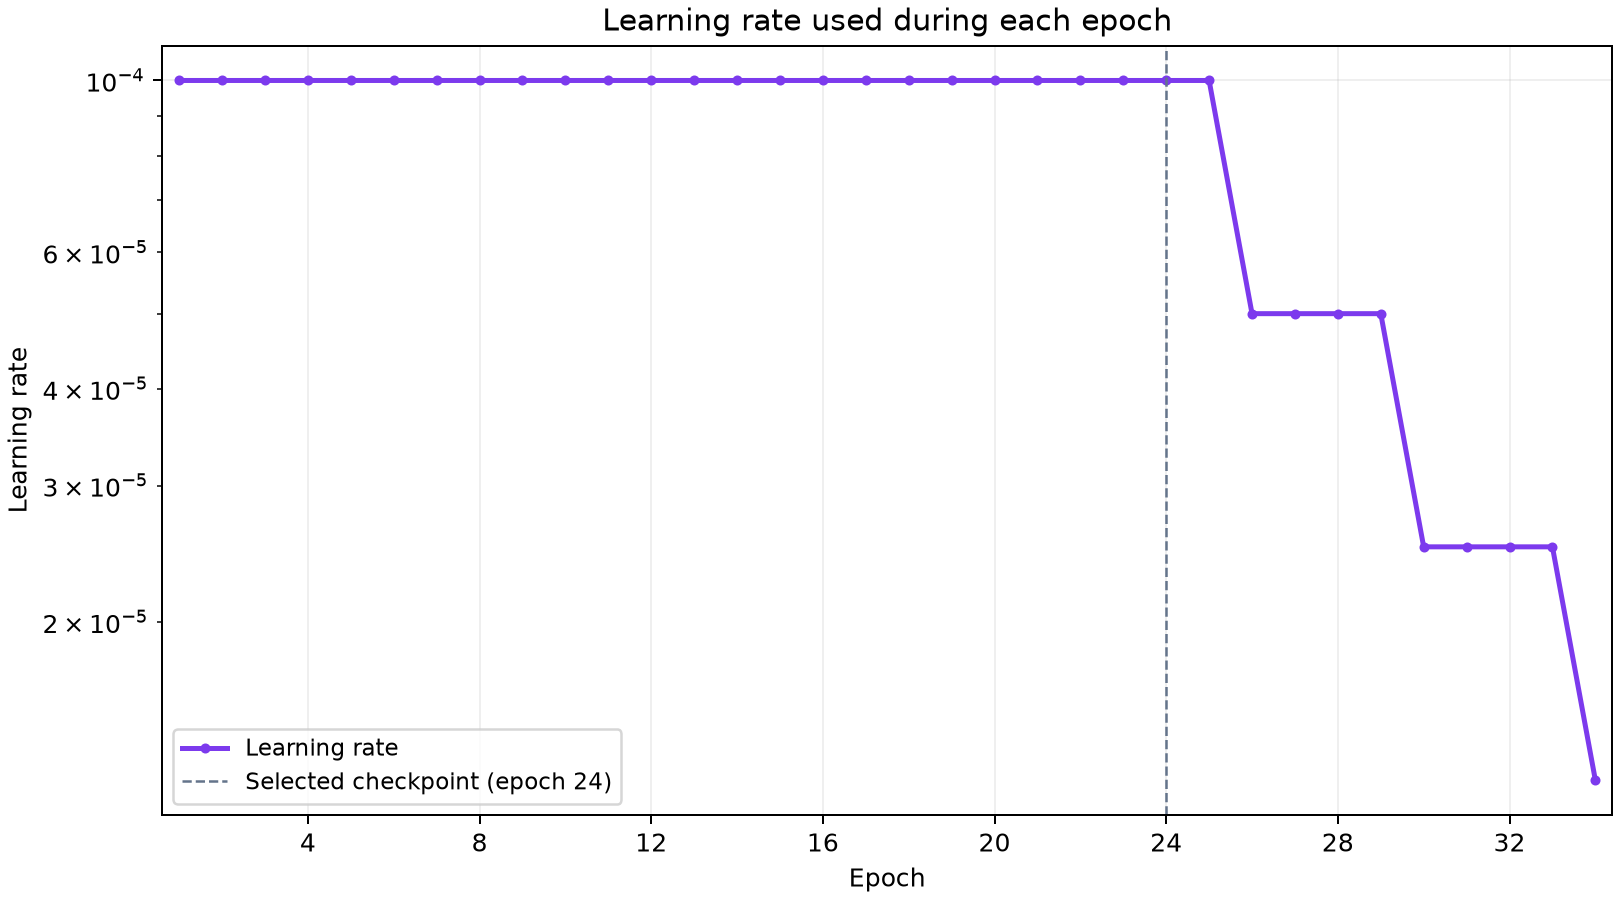 Learning rate used during each epoch
Learning rate
10⁻⁴
6 × 10⁻⁵
4 × 10⁻⁵
3 × 10⁻⁵
2 × 10⁻⁵
Learning rate
Selected checkpoint (epoch 24)
4 8 12 16 20 24 28 32
Epoch